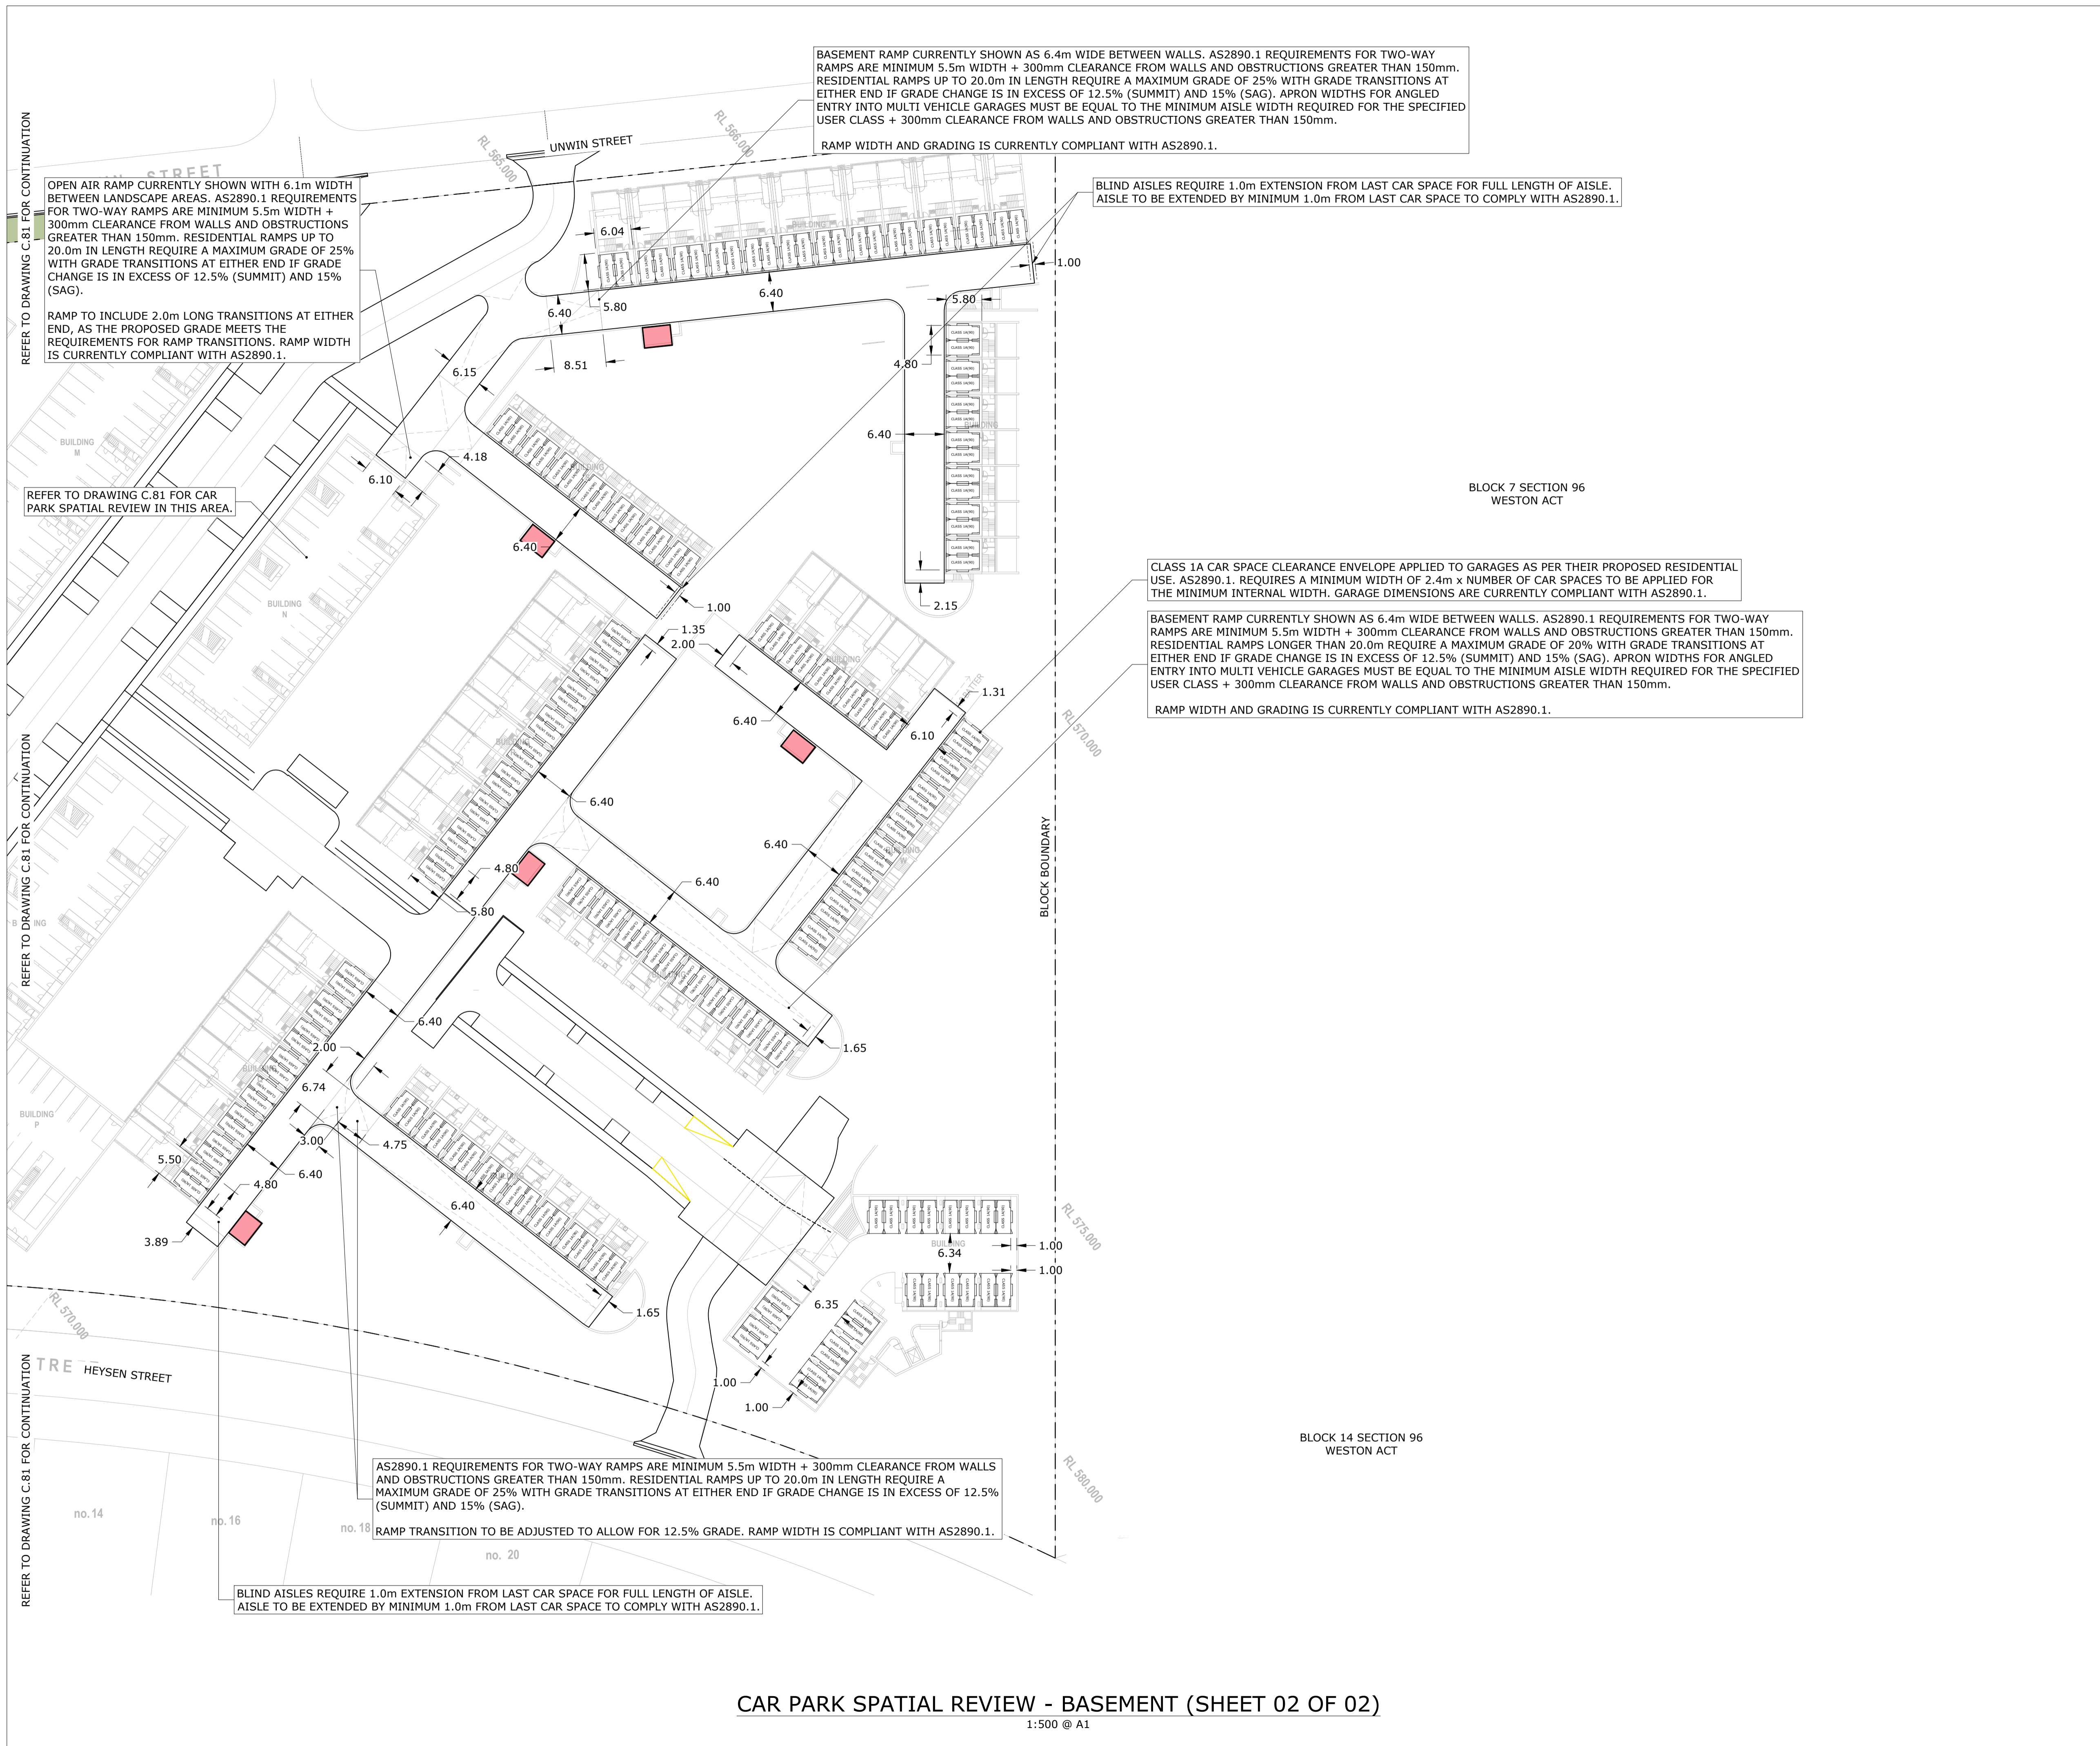 BASEMENT RAMP CURRENTLY SHOWN AS 6.4m WIDE BETWEEN WALLS. AS2890.1 REQUIREMENTS FOR TWO-WAY
RAMPS ARE MINIMUM 5.5m WIDTH + 300mm CLEARANCE FROM WALLS AND OBSTRUCTIONS GREATER THAN 150mm.
RESIDENTIAL RAMPS UP TO 20.0m IN LENGTH REQUIRE A MAXIMUM GRADE OF 25% WITH GRADE TRANSITIONS AT
EITHER END IF GRADE CHANGE IS IN EXCESS OF 12.5% (SUMMIT) AND 15% (SAG). APRON WIDTHS FOR ANGLED
ENTRY INTO MULTI VEHICLE GARAGES MUST BE EQUAL TO THE MINIMUM AISLE WIDTH REQUIRED FOR THE SPECIFIED
USER CLASS + 300mm CLEARANCE FROM WALLS AND OBSTRUCTIONS GREATER THAN 150mm.
RAMP WIDTH AND GRADING IS CURRENTLY COMPLIANT WITH AS2890.1.
RL 565.000
UNWIN STREET
RL 566.000
STREET
REFER TO DRAWING C.81 FOR CONTINUATION
OPEN AIR RAMP CURRENTLY SHOWN WITH 6.1m WIDTH
BETWEEN LANDSCAPE AREAS. AS2890.1 REQUIREMENTS
FOR TWO-WAY RAMPS ARE MINIMUM 5.5m WIDTH +
300mm CLEARANCE FROM WALLS AND OBSTRUCTIONS
GREATER THAN 150mm. RESIDENTIAL RAMPS UP TO
20.0m IN LENGTH REQUIRE A MAXIMUM GRADE OF 25%
WITH GRADE TRANSITIONS AT EITHER END IF GRADE
CHANGE IS IN EXCESS OF 12.5% (SUMMIT) AND 15%
(SAG).
RAMP TO INCLUDE 2.0m LONG TRANSITIONS AT EITHER
END, AS THE PROPOSED GRADE MEETS THE
REQUIREMENTS FOR RAMP TRANSITIONS. RAMP WIDTH
IS CURRENTLY COMPLIANT WITH AS2890.1.
BLIND AISLES REQUIRE 1.0m EXTENSION FROM LAST CAR SPACE FOR FULL LENGTH OF AISLE.
AISLE TO BE EXTENDED BY MINIMUM 1.0m FROM LAST CAR SPACE TO COMPLY WITH AS2890.1.
BUILDING
6.04
1.00
6.40
5.80
5.80
6.40
8.51
4.80
6.15
6.40
BUILDING
BUILDING
M
BUILDING
4.18
6.10
REFER TO DRAWING C.81 FOR CAR
PARK SPATIAL REVIEW IN THIS AREA.
BLOCK 7 SECTION 96
WESTON ACT
6.40
CLASS 1A CAR SPACE CLEARANCE ENVELOPE APPLIED TO GARAGES AS PER THEIR PROPOSED RESIDENTIAL
USE. AS2890.1. REQUIRES A MINIMUM WIDTH OF 2.4m x NUMBER OF CAR SPACES TO BE APPLIED FOR
THE MINIMUM INTERNAL WIDTH. GARAGE DIMENSIONS ARE CURRENTLY COMPLIANT WITH AS2890.1.
BUILDING
N
1.00
2.15
1.35
2.00
BASEMENT RAMP CURRENTLY SHOWN AS 6.4m WIDE BETWEEN WALLS. AS2890.1 REQUIREMENTS FOR TWO-WAY
RAMPS ARE MINIMUM 5.5m WIDTH + 300mm CLEARANCE FROM WALLS AND OBSTRUCTIONS GREATER THAN 150mm.
RESIDENTIAL RAMPS LONGER THAN 20.0m REQUIRE A MAXIMUM GRADE OF 20% WITH GRADE TRANSITIONS AT
EITHER END IF GRADE CHANGE IS IN EXCESS OF 12.5% (SUMMIT) AND 15% (SAG). APRON WIDTHS FOR ANGLED
ENTRY INTO MULTI VEHICLE GARAGES MUST BE EQUAL TO THE MINIMUM AISLE WIDTH REQUIRED FOR THE SPECIFIED
USER CLASS + 300mm CLEARANCE FROM WALLS AND OBSTRUCTIONS GREATER THAN 150mm.
RAMP WIDTH AND GRADING IS CURRENTLY COMPLIANT WITH AS2890.1.
BUILDING
1.31
6.40
6.10
RL 570.000
BUILDING
REFER TO DRAWING C.81 FOR CONTINUATION
6.40
6.40
BUILDING
W
BLOCK BOUNDARY
4.80
6.40
5.80
BUILDING
6.40
2.00
1.65
BUILDING
6.74
BUILDING
P
4.75
3.00
5.50
6.40
4.80
BUILDING
6.40
3.89
RL 575.000
BUILDING
6.34
1.00
1.00
6.35
1.65
RL 570.000
HEYSEN STREET
1.00
1.00
REFER TO DRAWING C.81 FOR CONTINUATION
BLOCK 14 SECTION 96
WESTON ACT
RL 580.000
AS2890.1 REQUIREMENTS FOR TWO-WAY RAMPS ARE MINIMUM 5.5m WIDTH + 300mm CLEARANCE FROM WALLS
AND OBSTRUCTIONS GREATER THAN 150mm. RESIDENTIAL RAMPS UP TO 20.0m IN LENGTH REQUIRE A
MAXIMUM GRADE OF 25% WITH GRADE TRANSITIONS AT EITHER END IF GRADE CHANGE IS IN EXCESS OF 12.5%
(SUMMIT) AND 15% (SAG).
RAMP TRANSITION TO BE ADJUSTED TO ALLOW FOR 12.5% GRADE. RAMP WIDTH IS COMPLIANT WITH AS2890.1.
no.14
no.16
no.18
no. 20
BLIND AISLES REQUIRE 1.0m EXTENSION FROM LAST CAR SPACE FOR FULL LENGTH OF AISLE.
AISLE TO BE EXTENDED BY MINIMUM 1.0m FROM LAST CAR SPACE TO COMPLY WITH AS2890.1.
CAR PARK SPATIAL REVIEW - BASEMENT (SHEET 02 OF 02)
1:500 @ A1